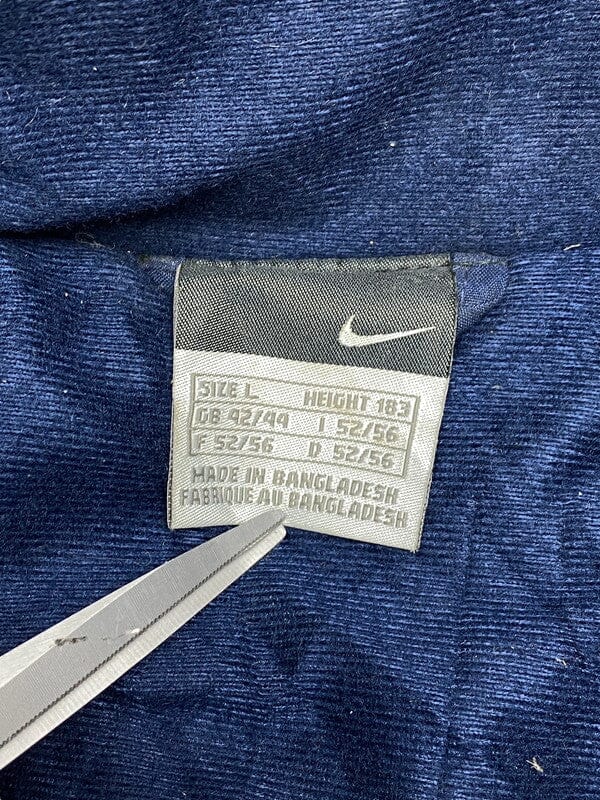 SIZE L HEIGHT 183
GB 42/44 I 52/56
F 52/56 D 52/56
MADE IN BANGLADESH
FABRIQUE AU BANGLADESH